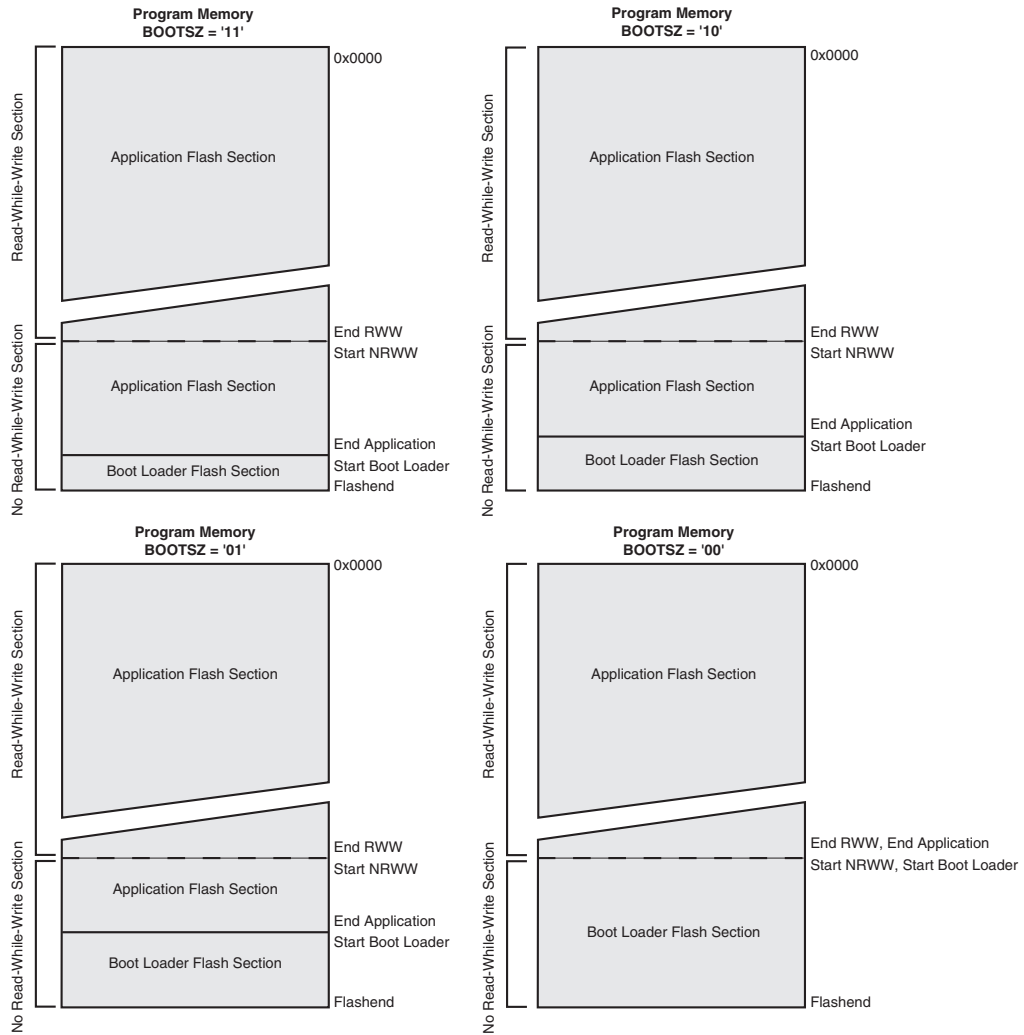 Program Memory
BOOTSZ = '11'
0x0000
Read-While-Write Section
Application Flash Section
End RWW
Start NRWW
No Read-While-Write Section
Application Flash Section
End Application
Start Boot Loader
Boot Loader Flash Section
Flashend
Program Memory
BOOTSZ = '10'
0x0000
Read-While-Write Section
Application Flash Section
End RWW
Start NRWW
No Read-While-Write Section
Application Flash Section
End Application
Start Boot Loader
Boot Loader Flash Section
Flashend
Program Memory
BOOTSZ = '01'
0x0000
Read-While-Write Section
Application Flash Section
End RWW
Start NRWW
No Read-While-Write Section
Application Flash Section
End Application
Start Boot Loader
Boot Loader Flash Section
Flashend
Program Memory
BOOTSZ = '00'
0x0000
Read-While-Write Section
Application Flash Section
End RWW, End Application
Start NRWW, Start Boot Loader
No Read-While-Write Section
Boot Loader Flash Section
Flashend